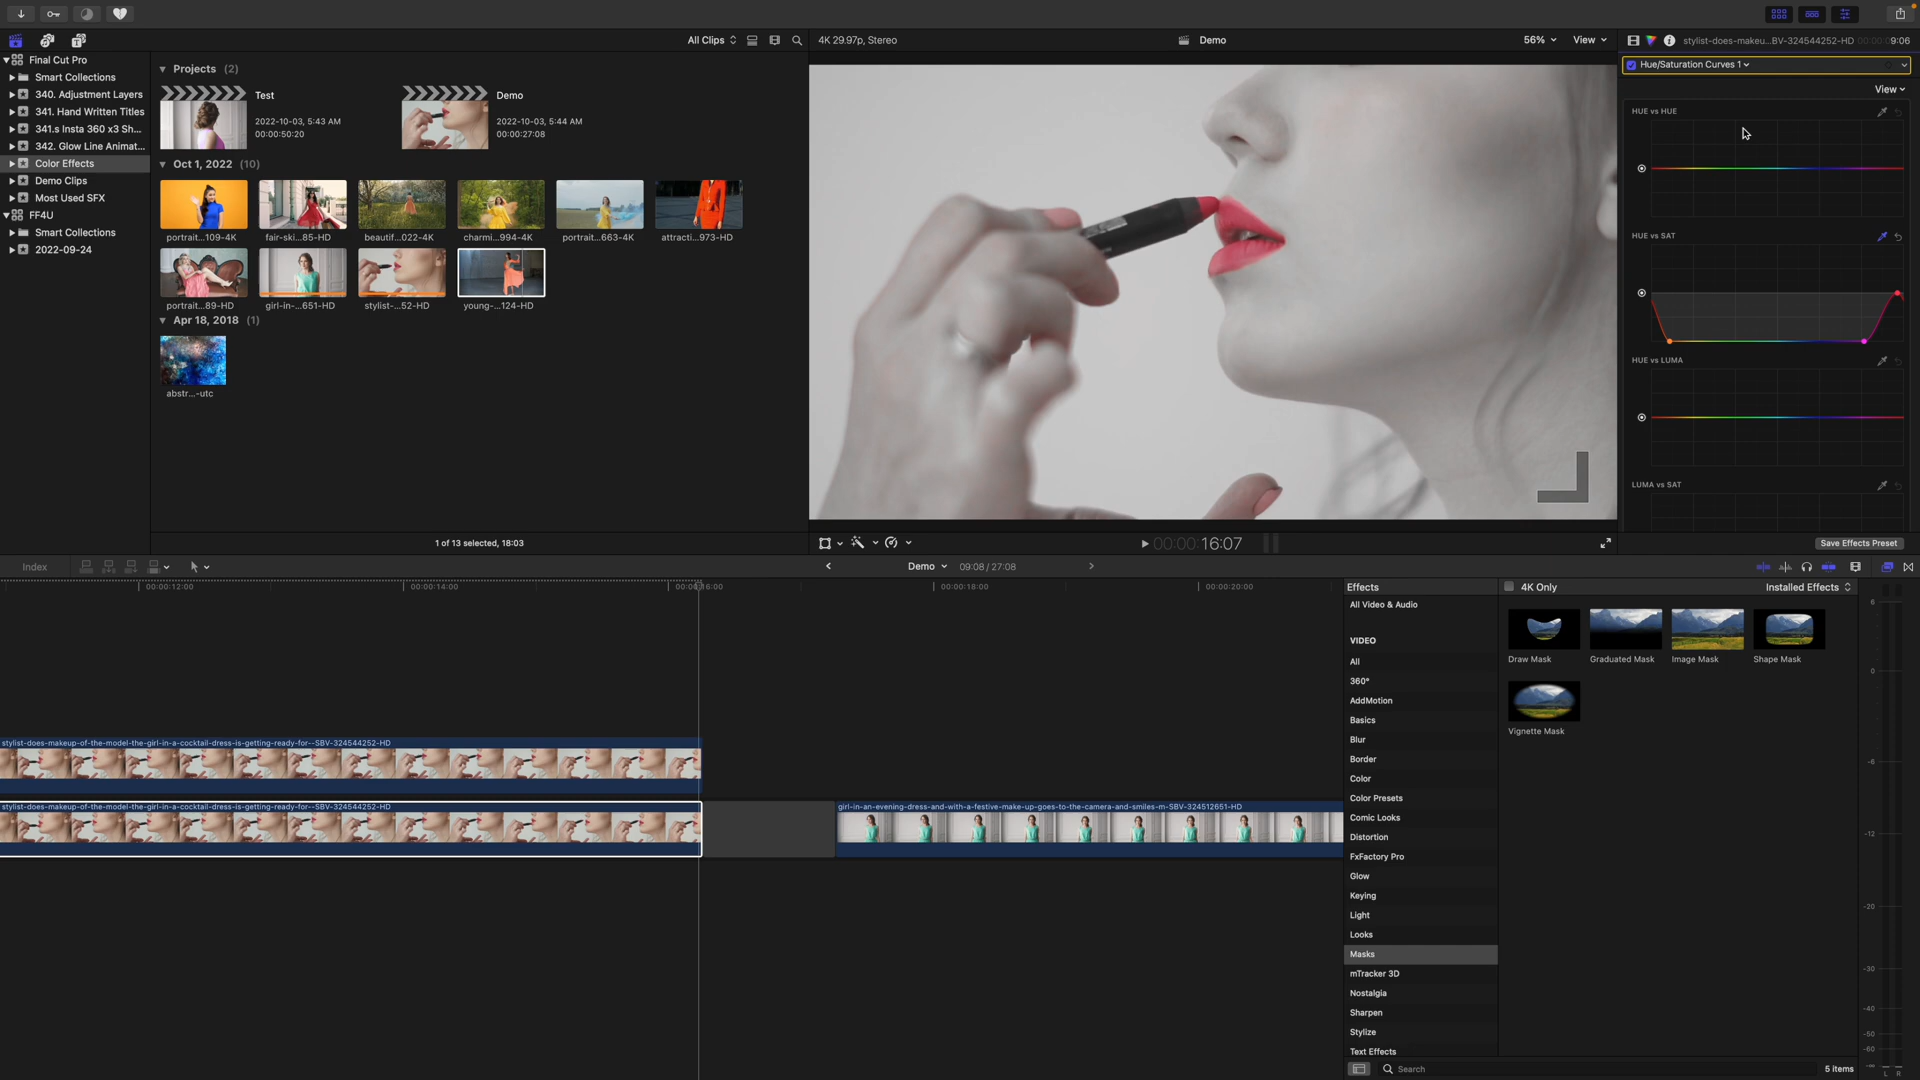 All Clips
4K 29.97p, Stereo
Demo
56%
View
stylist-does-makeu...BV-324544252-HD
00:00:09:06
Final Cut Pro
Smart Collections
340. Adjustment Layers
341. Hand Written Titles
341.s Insta 360 x3 Sh...
342. Glow Line Animat...
Color Effects
Demo Clips
Most Used SFX
FF4U
Smart Collections
2022-09-24
Projects (2)
Test
2022-10-03, 5:43 AM
00:00:50:20
Demo
2022-10-03, 5:44 AM
00:00:27:08
Oct 1, 2022 (10)
portrait...109-4K
fair-ski...85-HD
beautif...022-4K
charmi...994-4K
portrait...663-4K
attracti...973-HD
portrait...89-HD
girl-in-...651-HD
stylist-...52-HD
young-...124-HD
Apr 18, 2018 (1)
abstr...-utc
1 of 13 selected, 18:03
00:00:16:07
Hue/Saturation Curves 1
View
HUE vs HUE
HUE vs SAT
HUE vs LUMA
LUMA vs SAT
Save Effects Preset
Index
Demo
09:08 / 27:08
00:00:12:00
00:00:14:00
00:00:16:00
00:00:18:00
00:00:20:00
stylist-does-makeup-of-the-model-the-girl-in-a-cocktail-dress-is-getting-ready-for--SBV-324544252-HD
stylist-does-makeup-of-the-model-the-girl-in-a-cocktail-dress-is-getting-ready-for--SBV-324544252-HD
girl-in-an-evening-dress-and-with-a-festive-make-up-goes-to-the-camera-and-smiles-m-SBV-324512651-HD
Effects
All Video & Audio
VIDEO
All
360°
AddMotion
Basics
Blur
Border
Color
Color Presets
Comic Looks
Distortion
FxFactory Pro
Glow
Keying
Light
Looks
Masks
mTracker 3D
Nostalgia
Sharpen
Stylize
Text Effects
4K Only
Installed Effects
Draw Mask
Graduated Mask
Image Mask
Shape Mask
Vignette Mask
Search
5 items
6
0
-6
-12
-20
-30
-40
-50
-60
-∞
L R